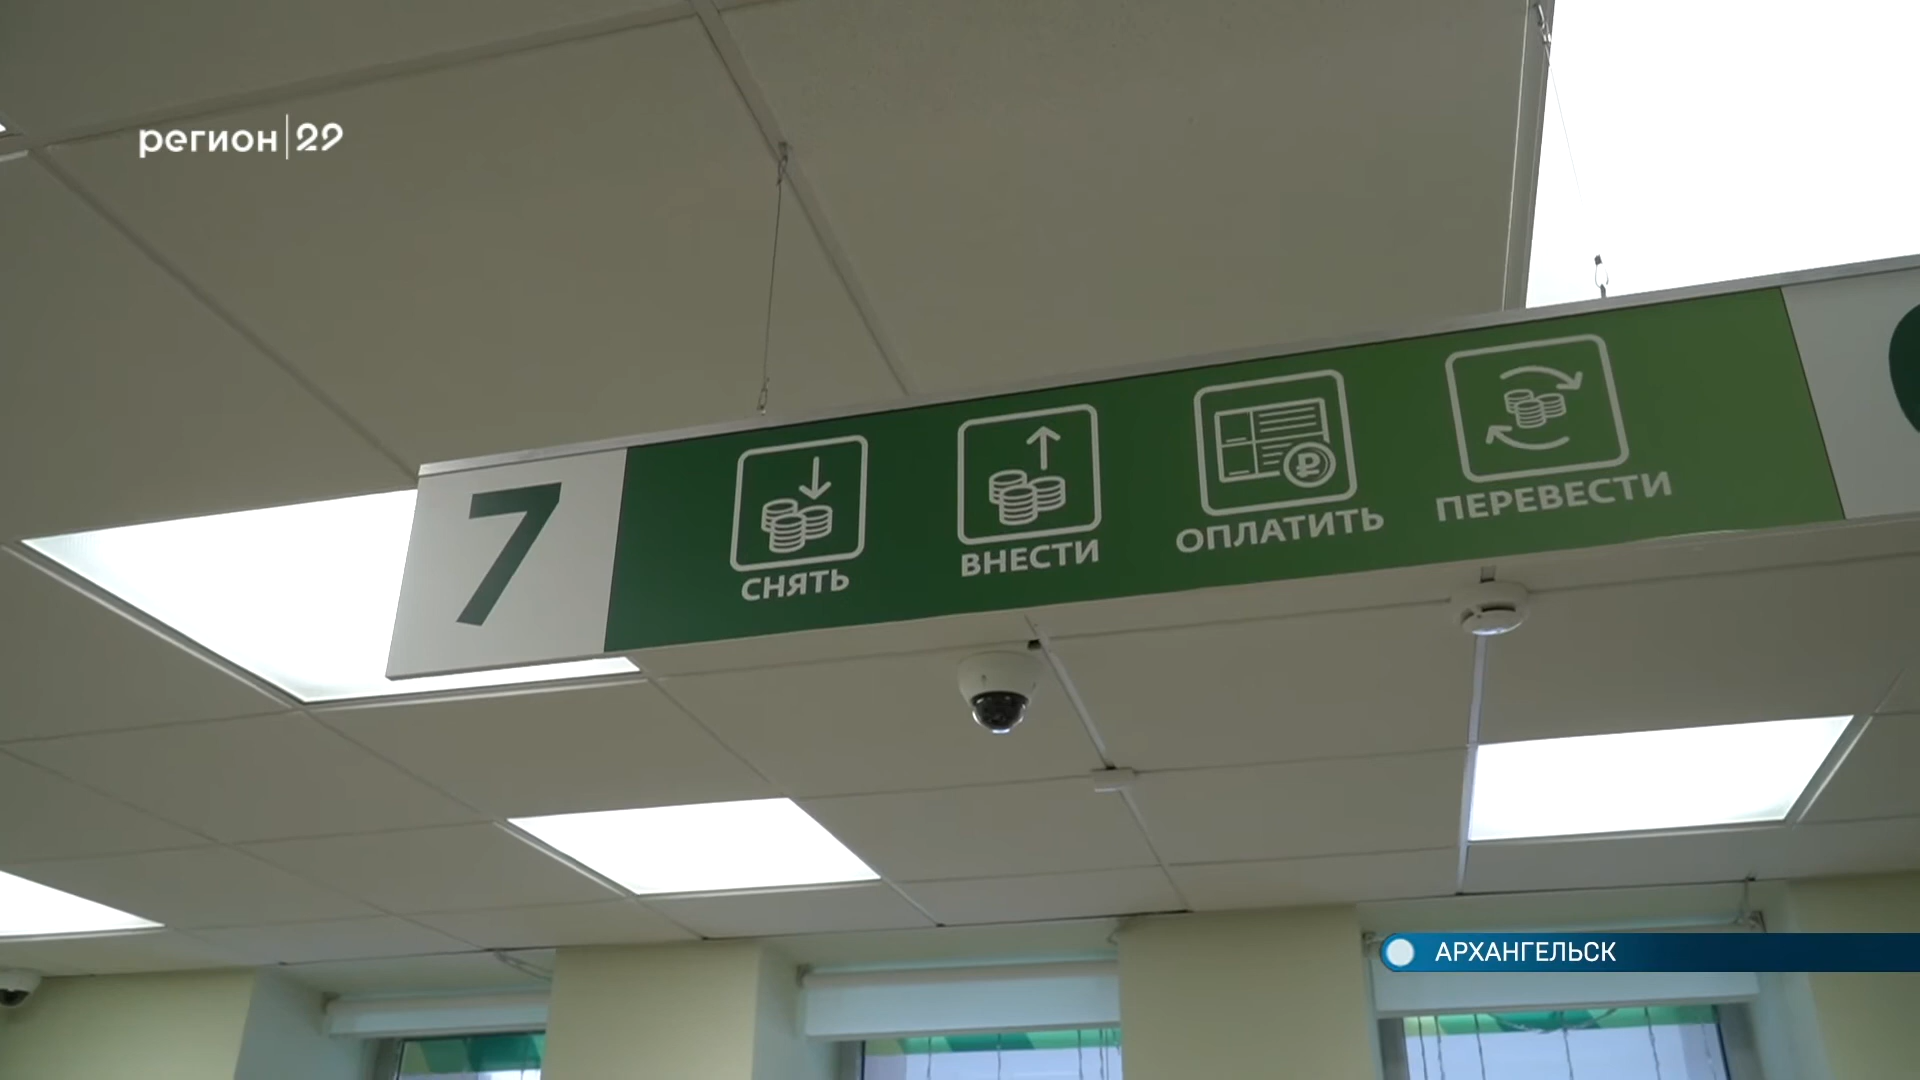 регион|29
7
СНЯТЬ
ВНЕСТИ
ОПЛАТИТЬ
ПЕРЕВЕСТИ
АРХАНГЕЛЬСК